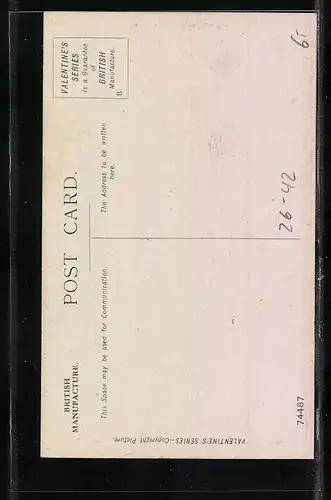 BRITISH
MANUFACTURE.
POST CARD.
VALENTINE'S
SERIES
is a Guarantee
of
BRITISH
Manufacture.
B.
This Space may be used for Communication.
The Address to be written
here.
VALENTINE'S SERIES—Copyright Picture.
74487
26-42
6-